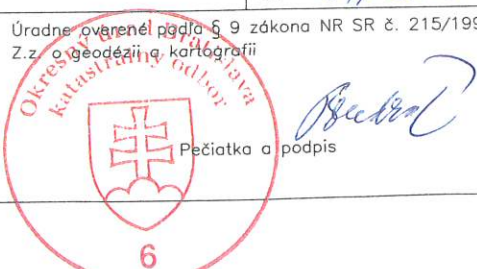 Úradne overené podľa § 9 zákona NR SR č. 215/199
Z.z. o geodézii a kartografii
Okresný úrad Bratislava
katastrálny odbor
Pečiatka a podpis
6